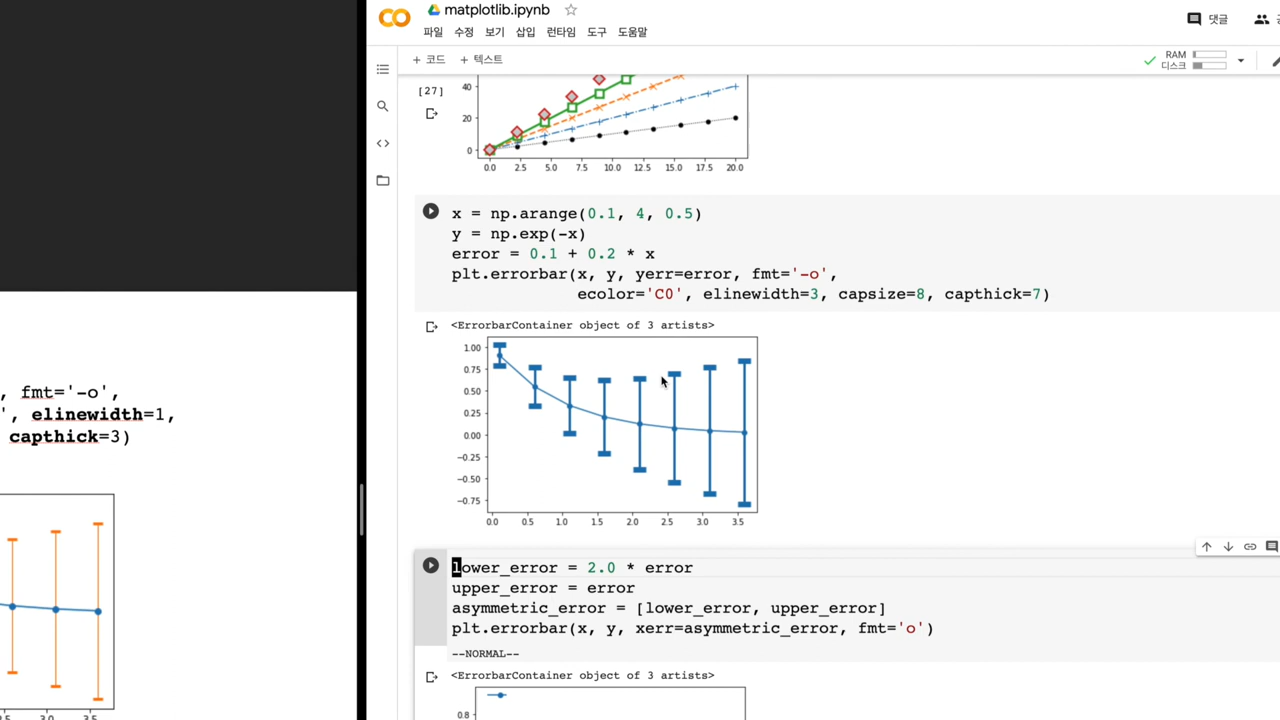 matplotlib.ipynb
댓글
파일 수정 보기 삽입 런타임 도구 도움말
+ 코드 + 텍스트
RAM
디스크
[27]
40
20
0
0.0 2.5 5.0 7.5 10.0 12.5 15.0 17.5 20.0
x = np.arange(0.1, 4, 0.5)
y = np.exp(-x)
error = 0.1 + 0.2 * x
plt.errorbar(x, y, yerr=error, fmt='-o',
ecolor='C0', elinewidth=3, capsize=8, capthick=7)
<ErrorbarContainer object of 3 artists>
1.00
0.75
0.50
0.25
0.00
−0.25
−0.50
−0.75
0.0 0.5 1.0 1.5 2.0 2.5 3.0 3.5
lower_error = 2.0 * error
upper_error = error
asymmetric_error = [lower_error, upper_error]
plt.errorbar(x, y, xerr=asymmetric_error, fmt='o')
--NORMAL--
<ErrorbarContainer object of 3 artists>
0.8
, fmt='-o',
', elinewidth=1,
capthick=3)
3.0 3.5